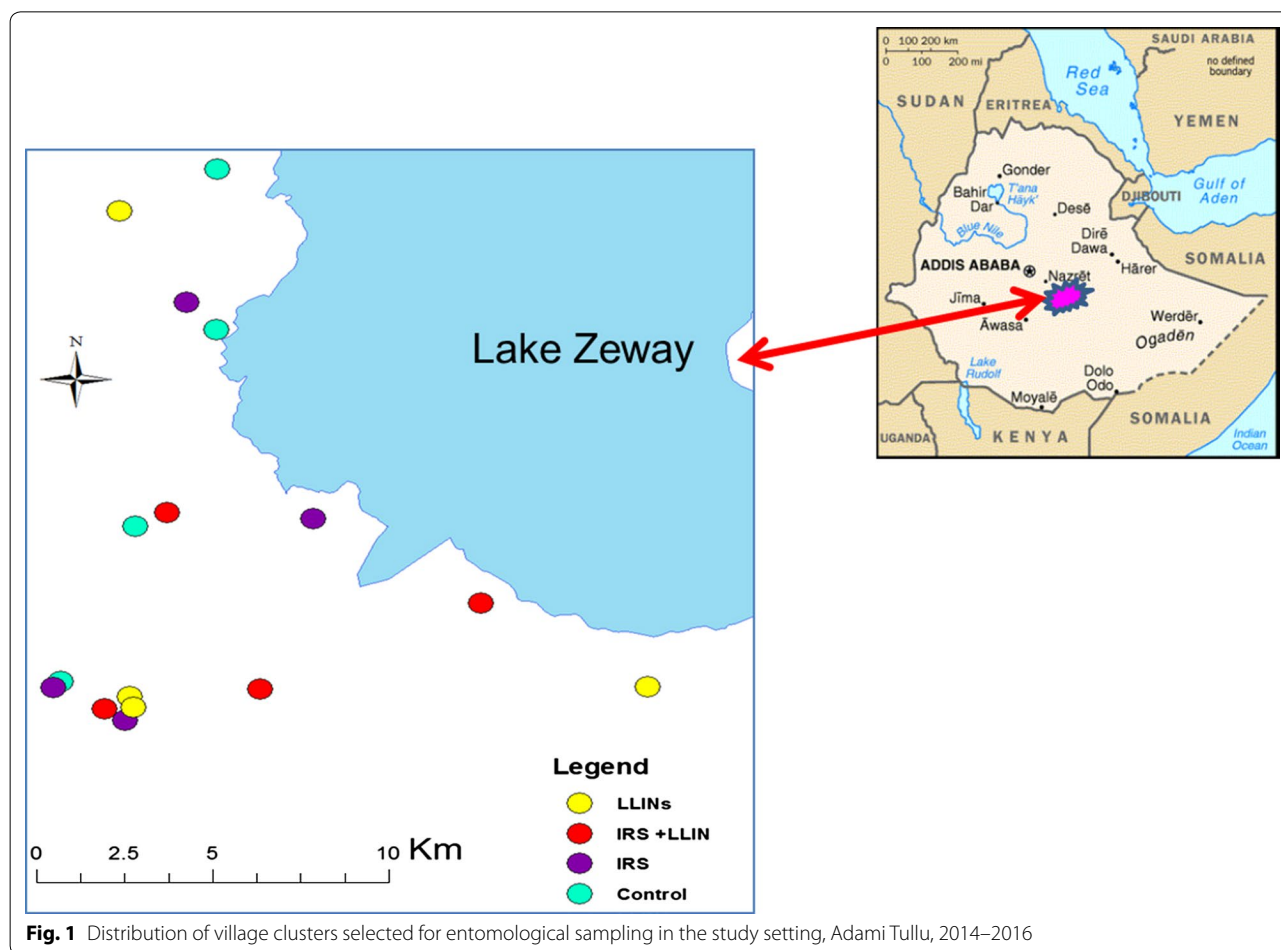 N
Lake Zeway
Legend
LLINs
IRS +LLIN
IRS
Control
0 2.5 5 10 Km
0 100 200 km
0 100 200 mi
SAUDI ARABIA
no defined
boundary
Red
Sea
SUDAN
ERITREA
YEMEN
Gonder
Bahir
Dar
T'ana
Hāyk'
Desē
DJIBOUTI
Gulf of
Aden
Blue Nile
Dirē
Dawa
Hārer
SOMALIA
ADDIS ABABA
Nazrēt
Jīma
Āwasa
Werdēr
Ogadēn
Lake
Rudolf
Dolo
Odo
Moyalē
SOMALIA
UGANDA
KENYA
Indian
Ocean
Fig. 1 Distribution of village clusters selected for entomological sampling in the study setting, Adami Tullu, 2014–2016